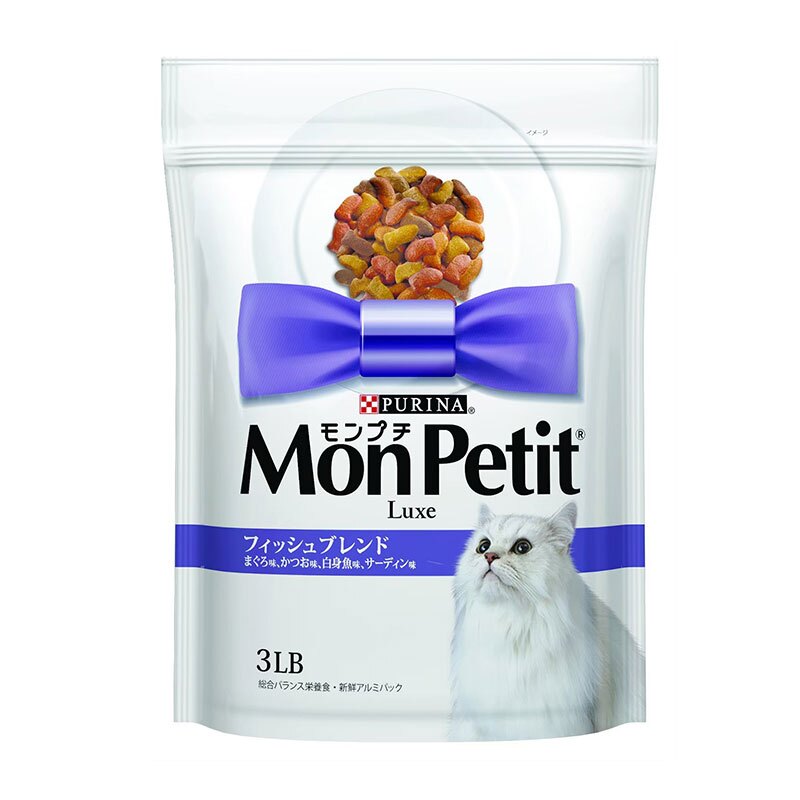 イメージ
PURINA®
モンプチ
MonPetit®
Luxe
フィッシュブレンド
まぐろ味、かつお味、白身魚味、サーディン味
3LB
総合バランス栄養食・新鮮アルミパック